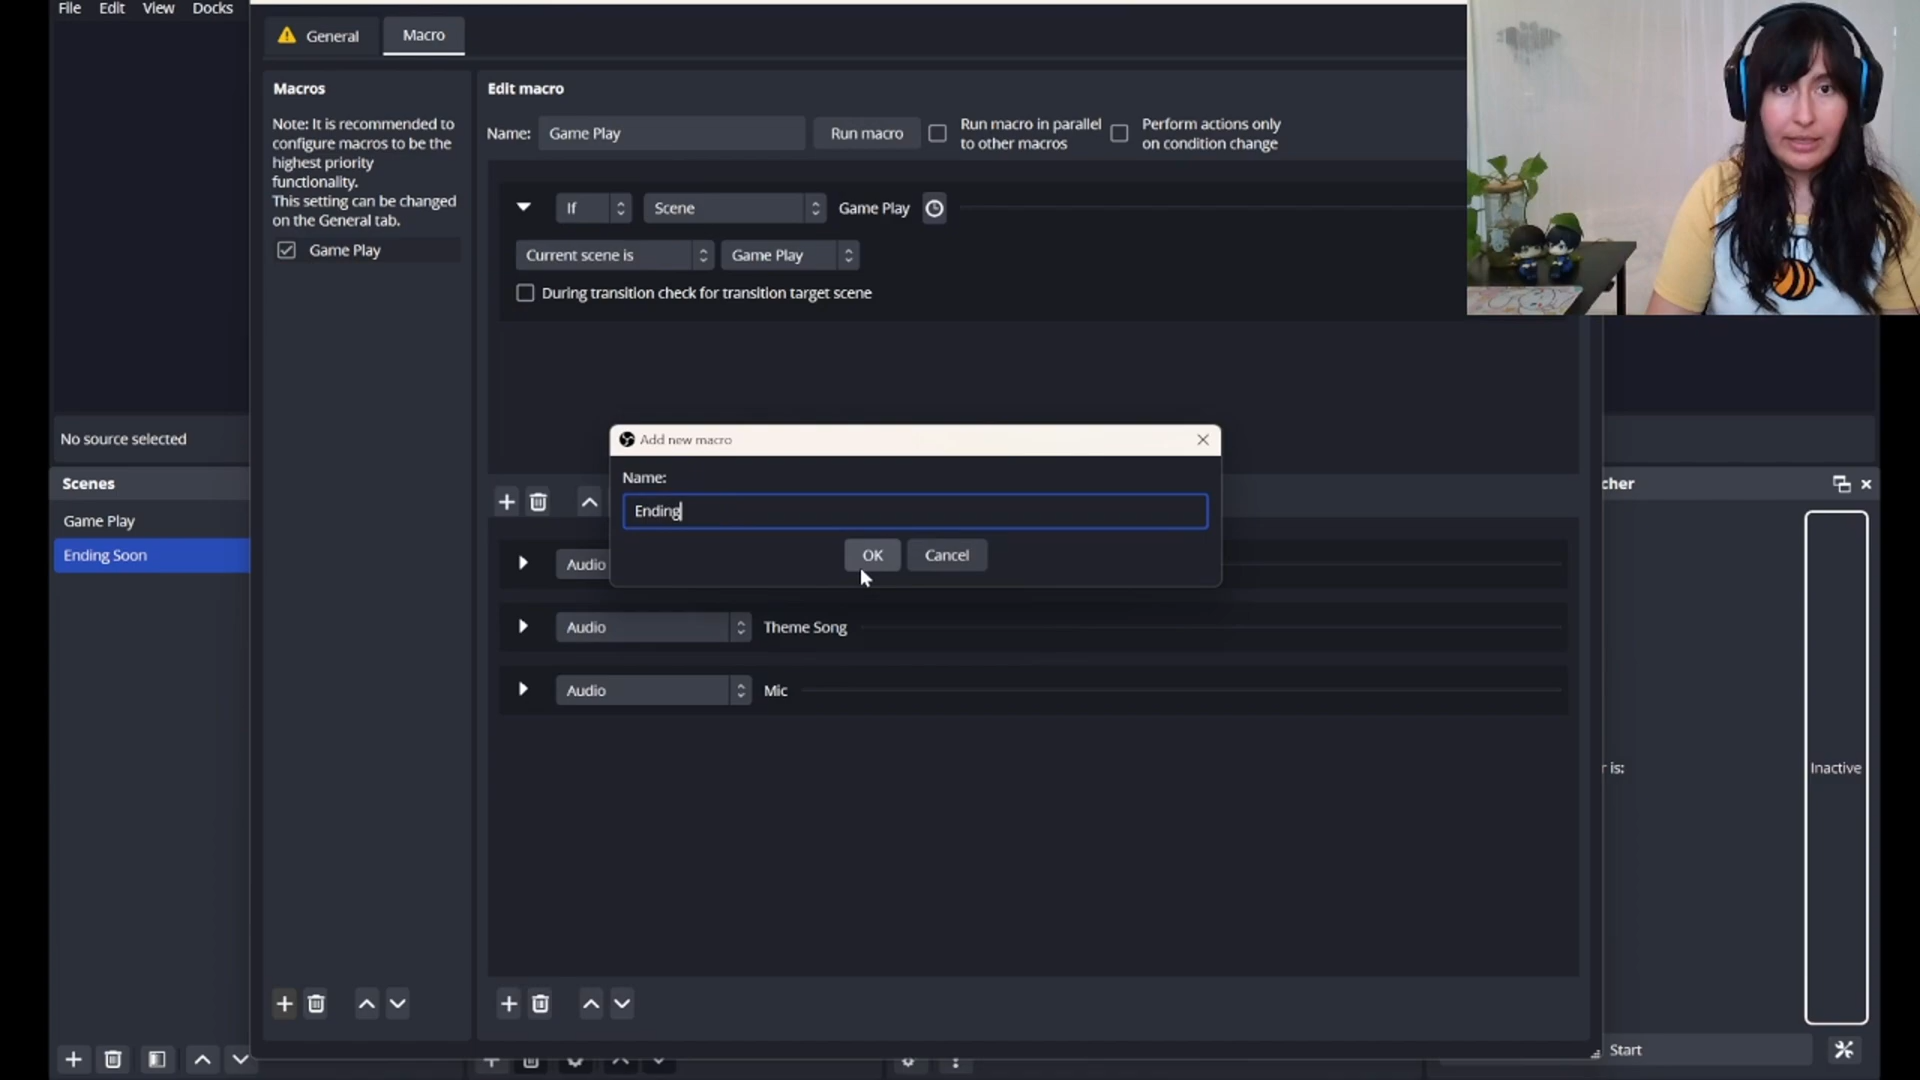 File Edit View Docks
General Macro
Macros
Note: It is recommended to
configure macros to be the
highest priority
functionality.
This setting can be changed
on the General tab.
Game Play
Edit macro
Name: Game Play Run macro Run macro in parallel
to other macros Perform actions only
on condition change
If Scene Game Play
Current scene is Game Play
During transition check for transition target scene
Add new macro
Name:
Ending
OK Cancel
Audio
Audio Theme Song
Audio Mic
No source selected
Scenes
Game Play
Ending Soon
cher
r is:
Inactive
Start